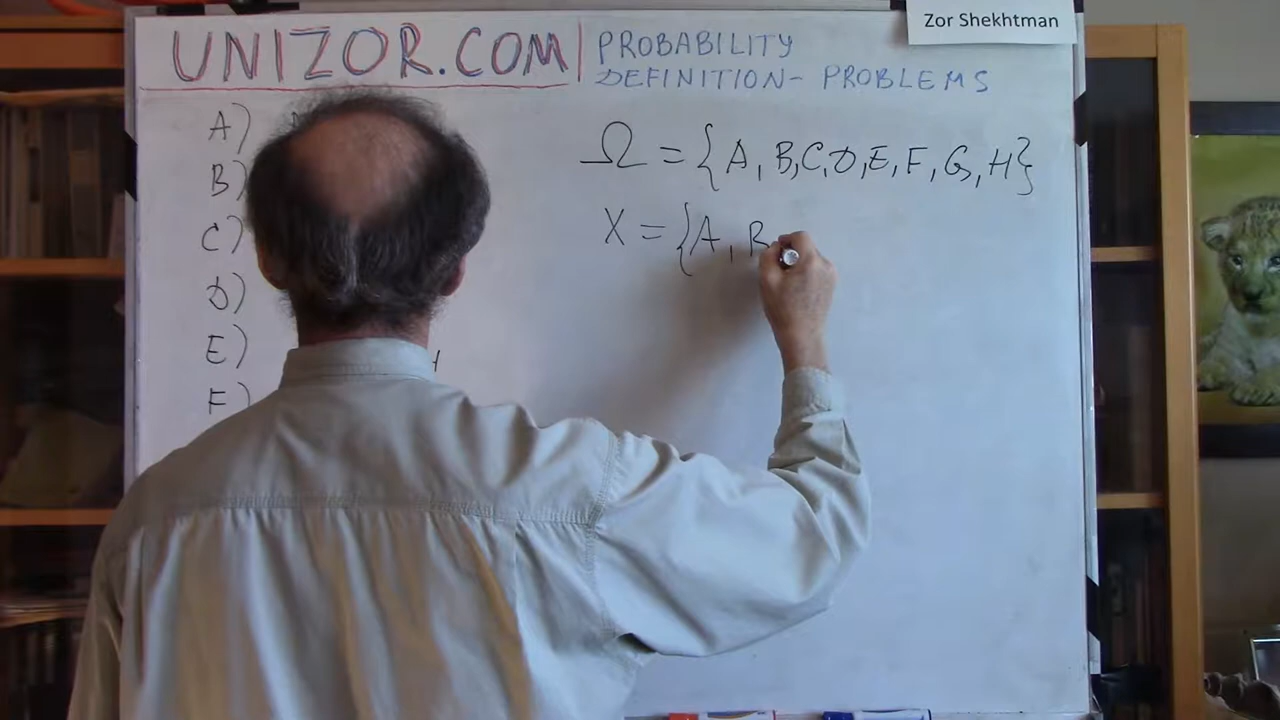 Zor Shekhtman
UNIZOR.COM
PROBABILITY
DEFINITION- PROBLEMS
A)
B)
C)
D)
E)
F)
Ω = {A, B, C, D, E, F, G, H}
X = {A, B